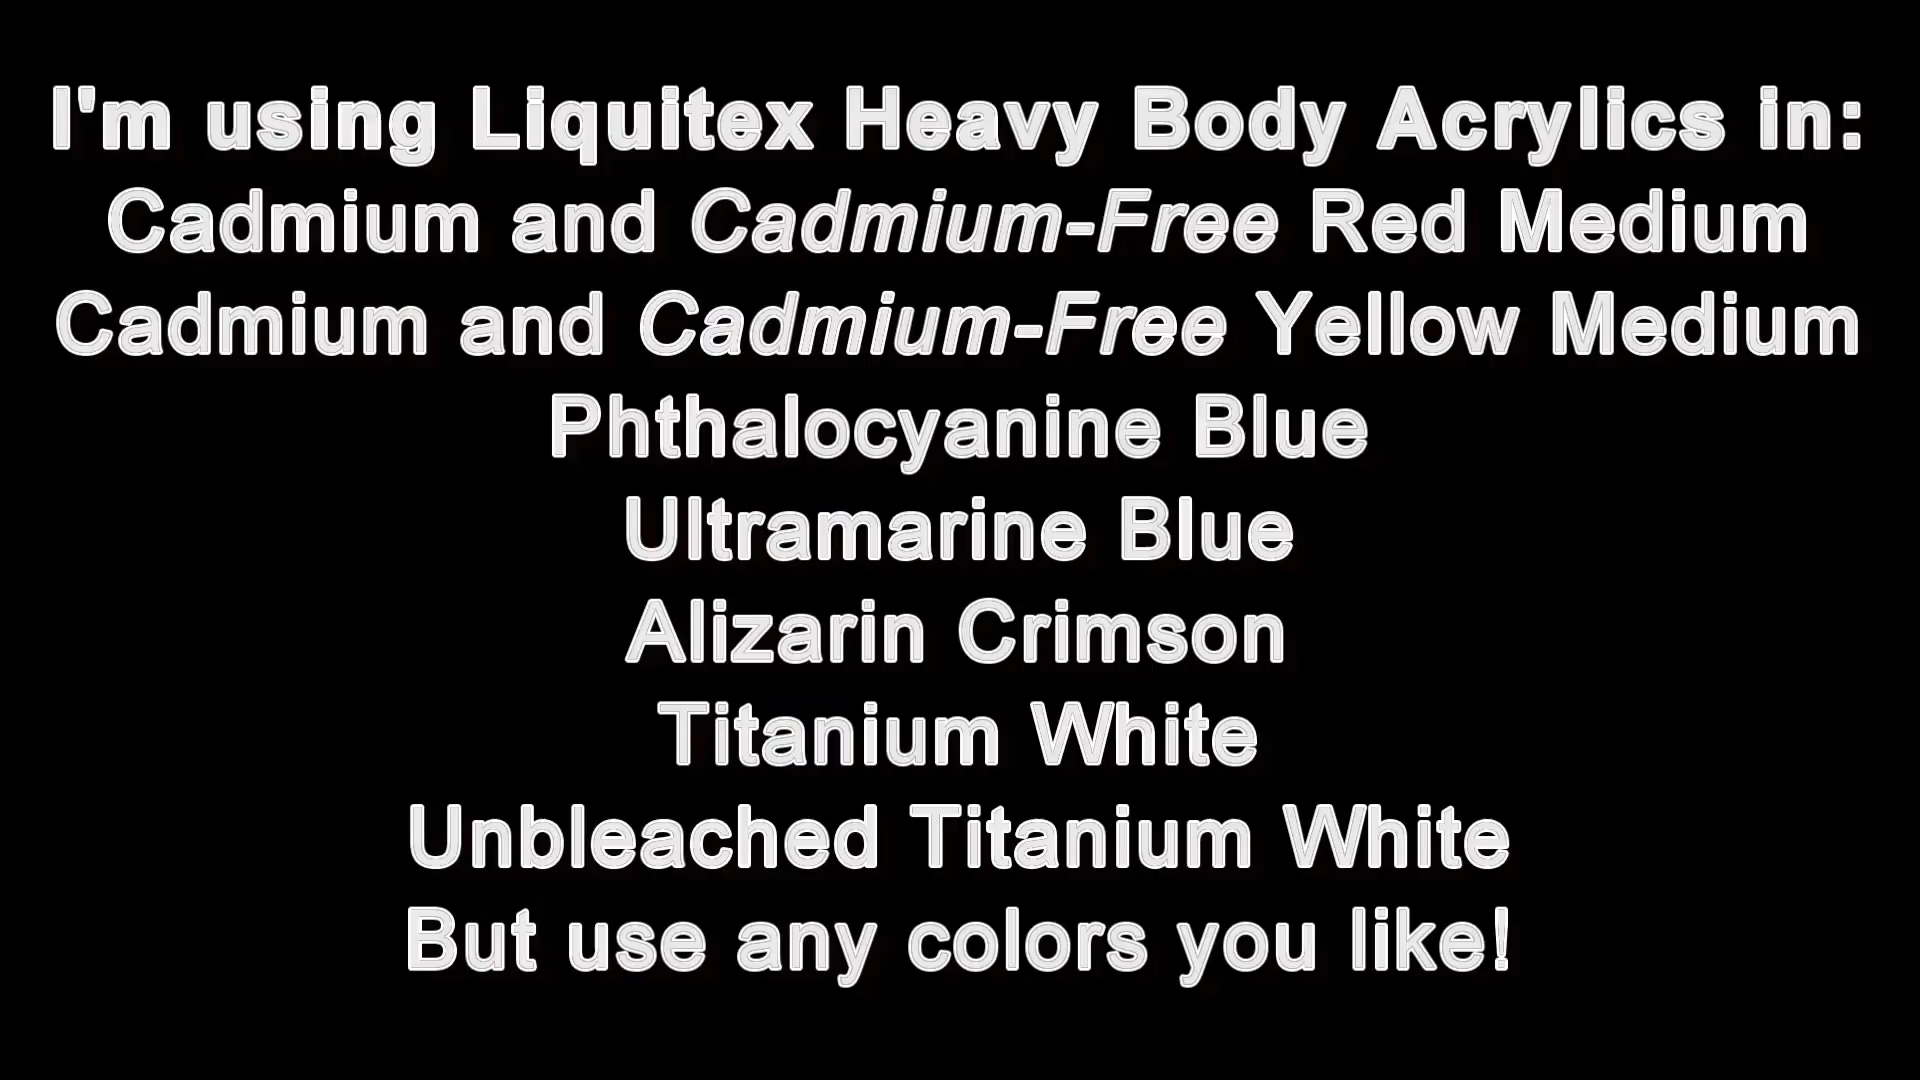 I'm using Liquitex Heavy Body Acrylics in:
Cadmium and Cadmium-Free Red Medium
Cadmium and Cadmium-Free Yellow Medium
Phthalocyanine Blue
Ultramarine Blue
Alizarin Crimson
Titanium White
Unbleached Titanium White
But use any colors you like!